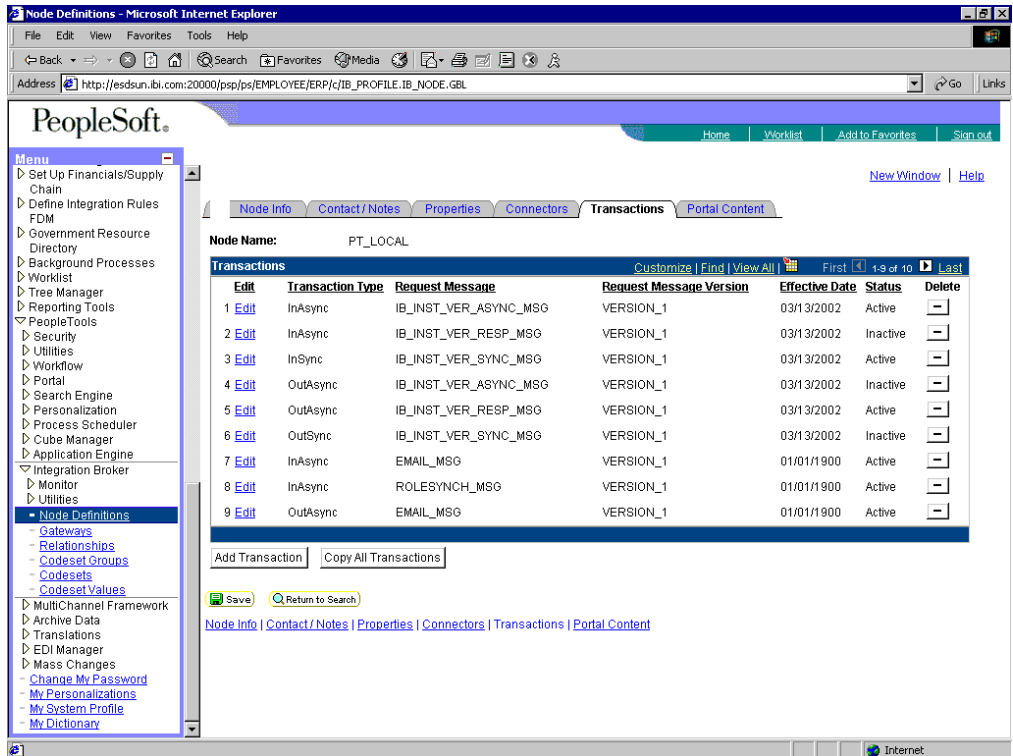 Node Definitions - Microsoft Internet Explorer
File Edit View Favorites Tools Help
Back Search Favorites Media
Address http://esdsun.ibi.com:20000/psp/ps/EMPLOYEE/ERP/c/IB_PROFILE.IB_NODE.GBL Go Links
PeopleSoft.
Home Worklist Add to Favorites Sign out
Menu
Set Up Financials/Supply
Chain
Define Integration Rules
FDM
Government Resource
Directory
Background Processes
Worklist
Tree Manager
Reporting Tools
PeopleTools
Security
Utilities
Workflow
Portal
Search Engine
Personalization
Process Scheduler
Cube Manager
Application Engine
Integration Broker
Monitor
Utilities
- Node Definitions
- Gateways
- Relationships
- Codeset Groups
- Codesets
- Codeset Values
MultiChannel Framework
Archive Data
Translations
EDI Manager
Mass Changes
- Change My Password
- My Personalizations
- My System Profile
- My Dictionary
New Window | Help
Node Info Contact / Notes Properties Connectors Transactions Portal Content
Node Name: PT_LOCAL
Transactions Customize | Find | View All | First 1-9 of 10 Last
Edit Transaction Type Request Message Request Message Version Effective Date Status Delete
1 Edit InAsync IB_INST_VER_ASYNC_MSG VERSION_1 03/13/2002 Active
2 Edit InAsync IB_INST_VER_RESP_MSG VERSION_1 03/13/2002 Inactive
3 Edit InSync IB_INST_VER_SYNC_MSG VERSION_1 03/13/2002 Active
4 Edit OutAsync IB_INST_VER_ASYNC_MSG VERSION_1 03/13/2002 Inactive
5 Edit OutAsync IB_INST_VER_RESP_MSG VERSION_1 03/13/2002 Active
6 Edit OutSync IB_INST_VER_SYNC_MSG VERSION_1 03/13/2002 Inactive
7 Edit InAsync EMAIL_MSG VERSION_1 01/01/1900 Active
8 Edit InAsync ROLESYNCH_MSG VERSION_1 01/01/1900 Active
9 Edit OutAsync EMAIL_MSG VERSION_1 01/01/1900 Active
Add Transaction Copy All Transactions
Save Return to Search
Node Info | Contact / Notes | Properties | Connectors | Transactions | Portal Content
Internet